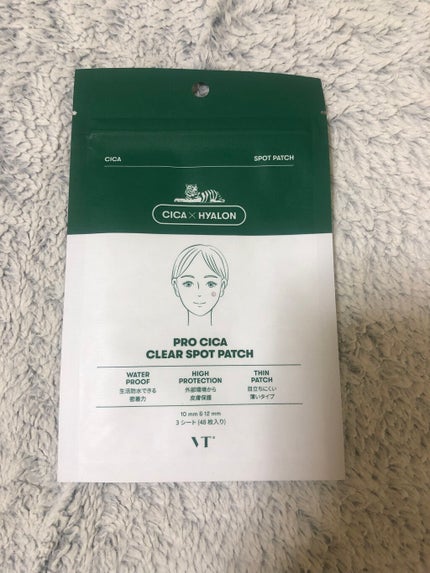 CICA
SPOT PATCH
CICA × HYALON
PRO CICA
CLEAR SPOT PATCH
WATER
PROOF
生活防水できる
密着力
HIGH
PROTECTION
外部環境から
皮膚保護
THIN
PATCH
目立ちにくい
薄いタイプ
10 mm & 12 mm
3 シート (48 枚入り)
VT